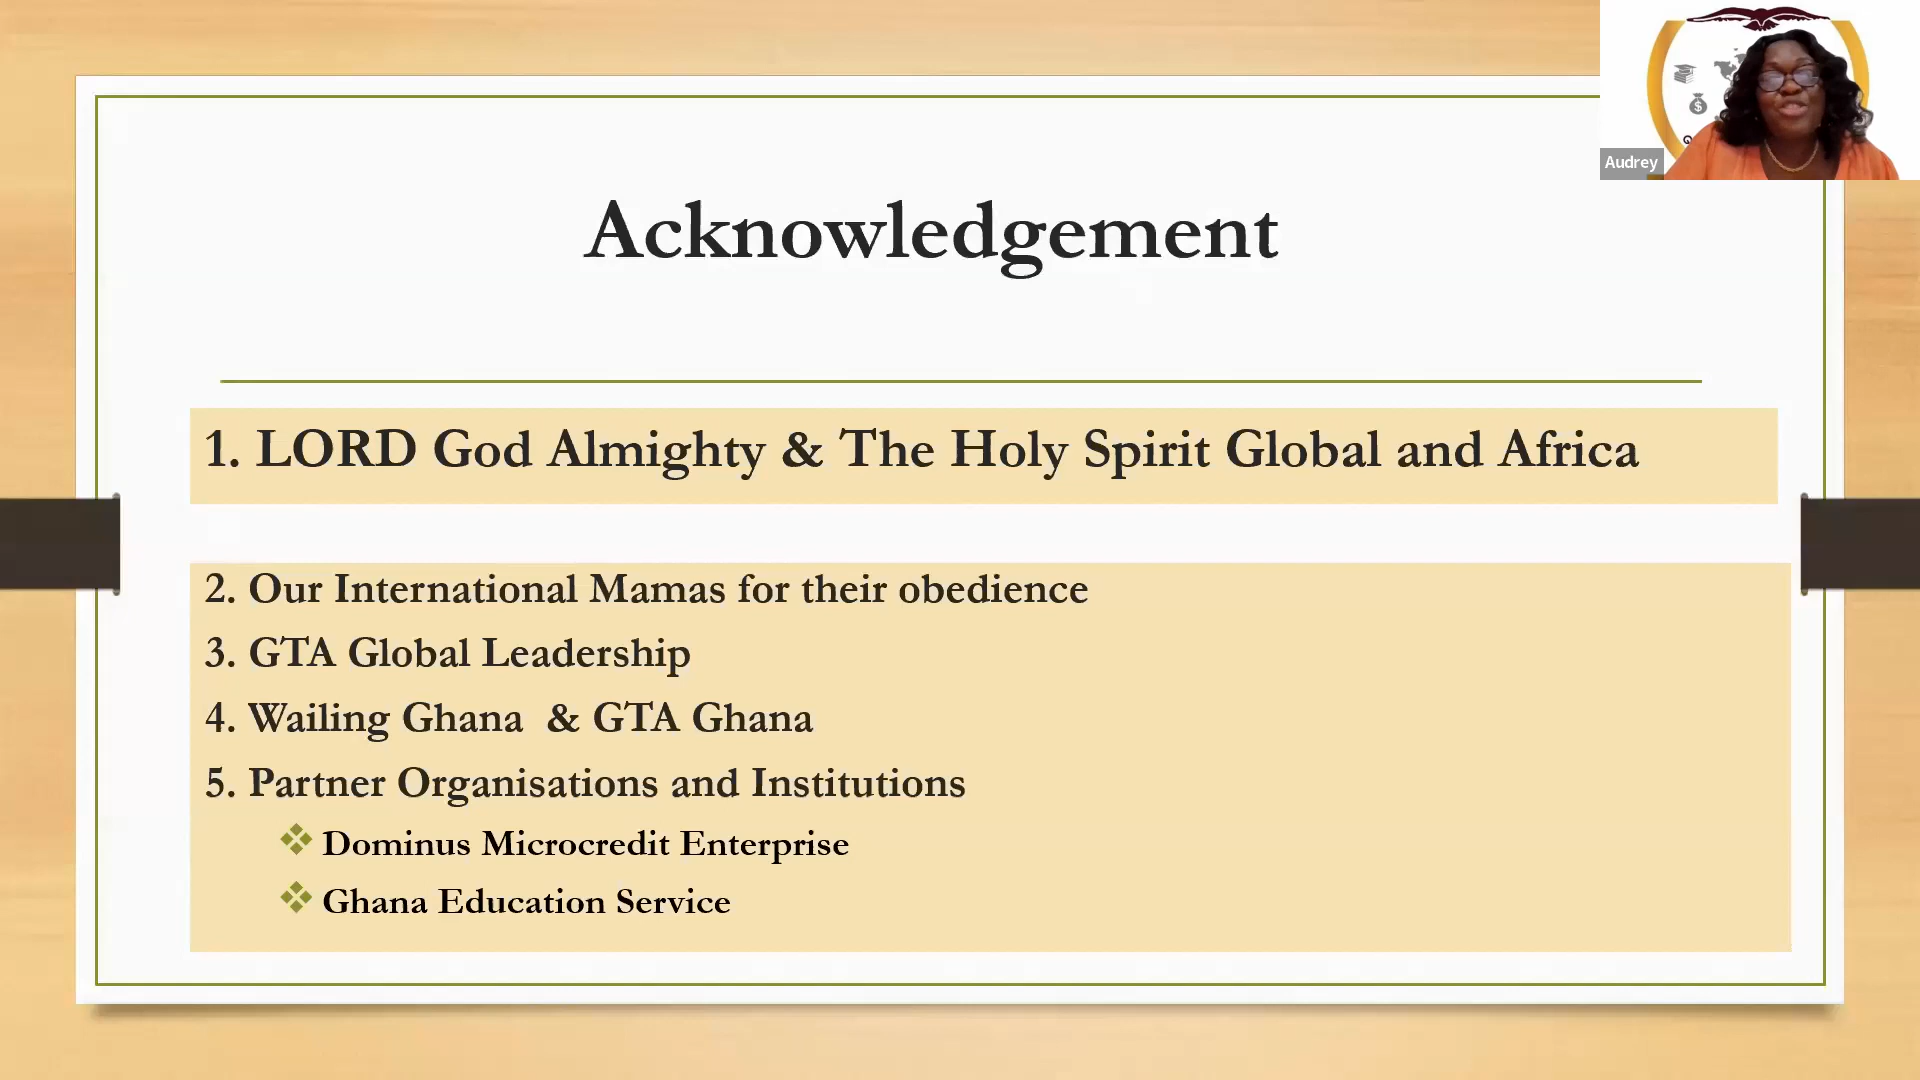 Audrey
Acknowledgement
1. LORD God Almighty & The Holy Spirit Global and Africa
2. Our International Mamas for their obedience
3. GTA Global Leadership
4. Wailing Ghana & GTA Ghana
5. Partner Organisations and Institutions
Dominus Microcredit Enterprise
Ghana Education Service